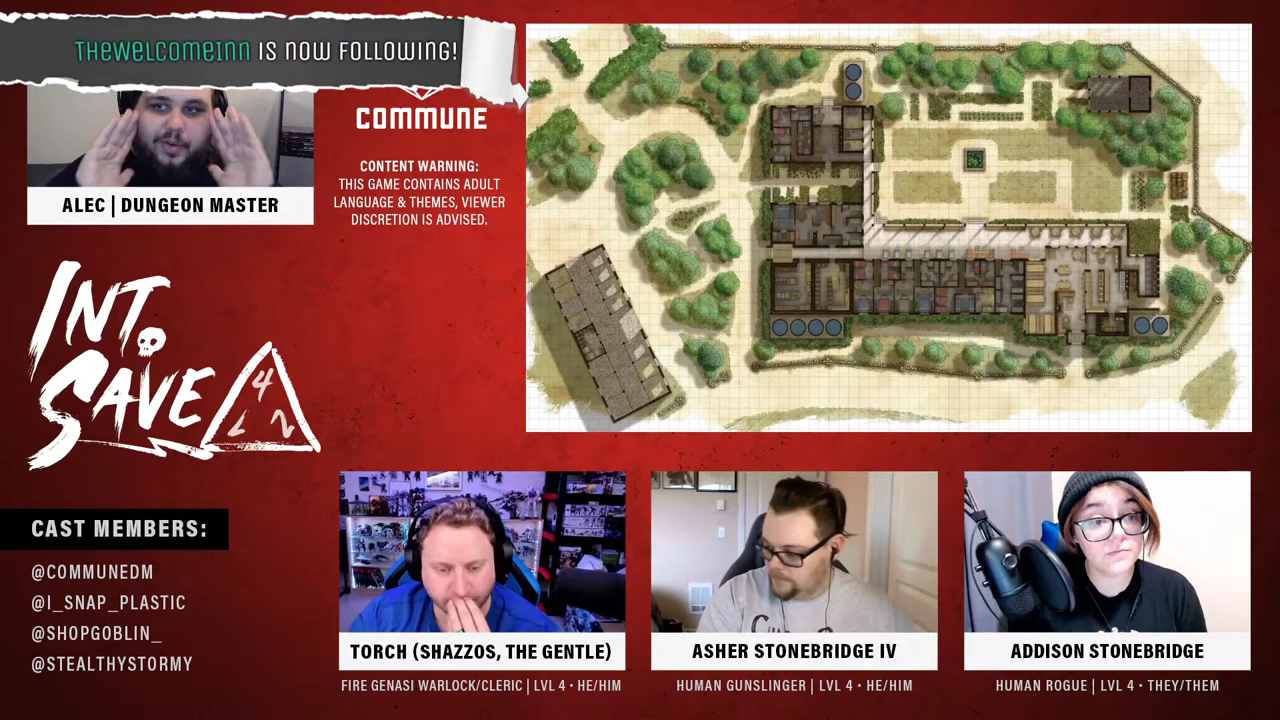 THEWELCOMEINN IS NOW FOLLOWING!
COMMUNE
CONTENT WARNING:
THIS GAME CONTAINS ADULT
LANGUAGE & THEMES, VIEWER
DISCRETION IS ADVISED.
ALEC | DUNGEON MASTER
INT.
SAVE
4
CAST MEMBERS:
@COMMUNEDM
@I_SNAP_PLASTIC
@SHOPGOBLIN_
@STEALTHYSTORMY
TORCH (SHAZZOS, THE GENTLE)
FIRE GENASI WARLOCK/CLERIC | LVL 4 • HE/HIM
ASHER STONEBRIDGE IV
HUMAN GUNSLINGER | LVL 4 • HE/HIM
ADDISON STONEBRIDGE
HUMAN ROGUE | LVL 4 • THEY/THEM